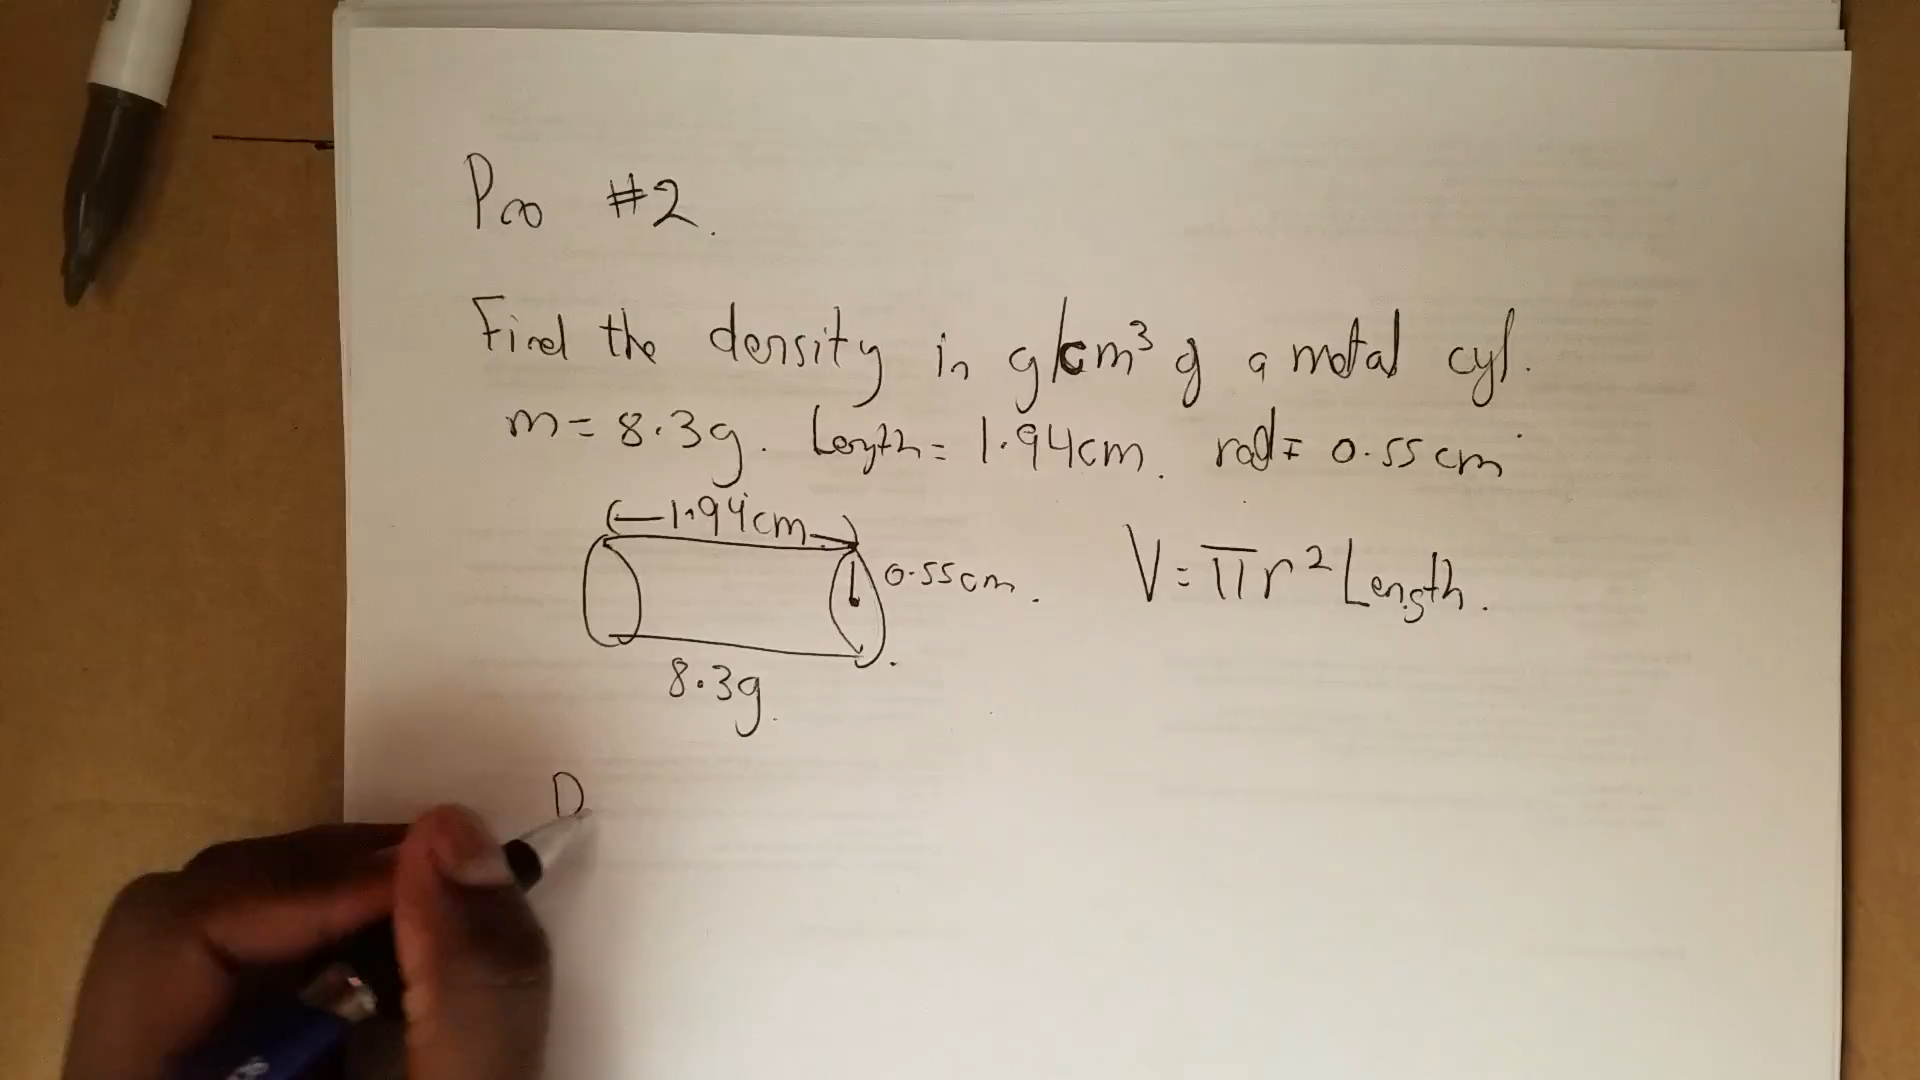 Pro #2.
Find the density in g/cm³ g a metal cyl.
m = 8.3g. Length = 1.94cm. rad = 0.55cm
1.94cm
0.55cm.
V = πr² Length.
8.3g.
D